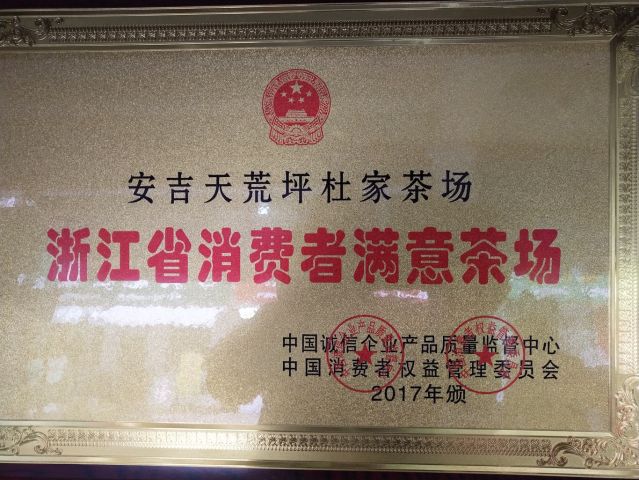 安吉天荒坪杜家茶场
浙江省消费者满意茶场
中国诚信企业产品质量监督中心
中国消费者权益管理委员会
2017年颁